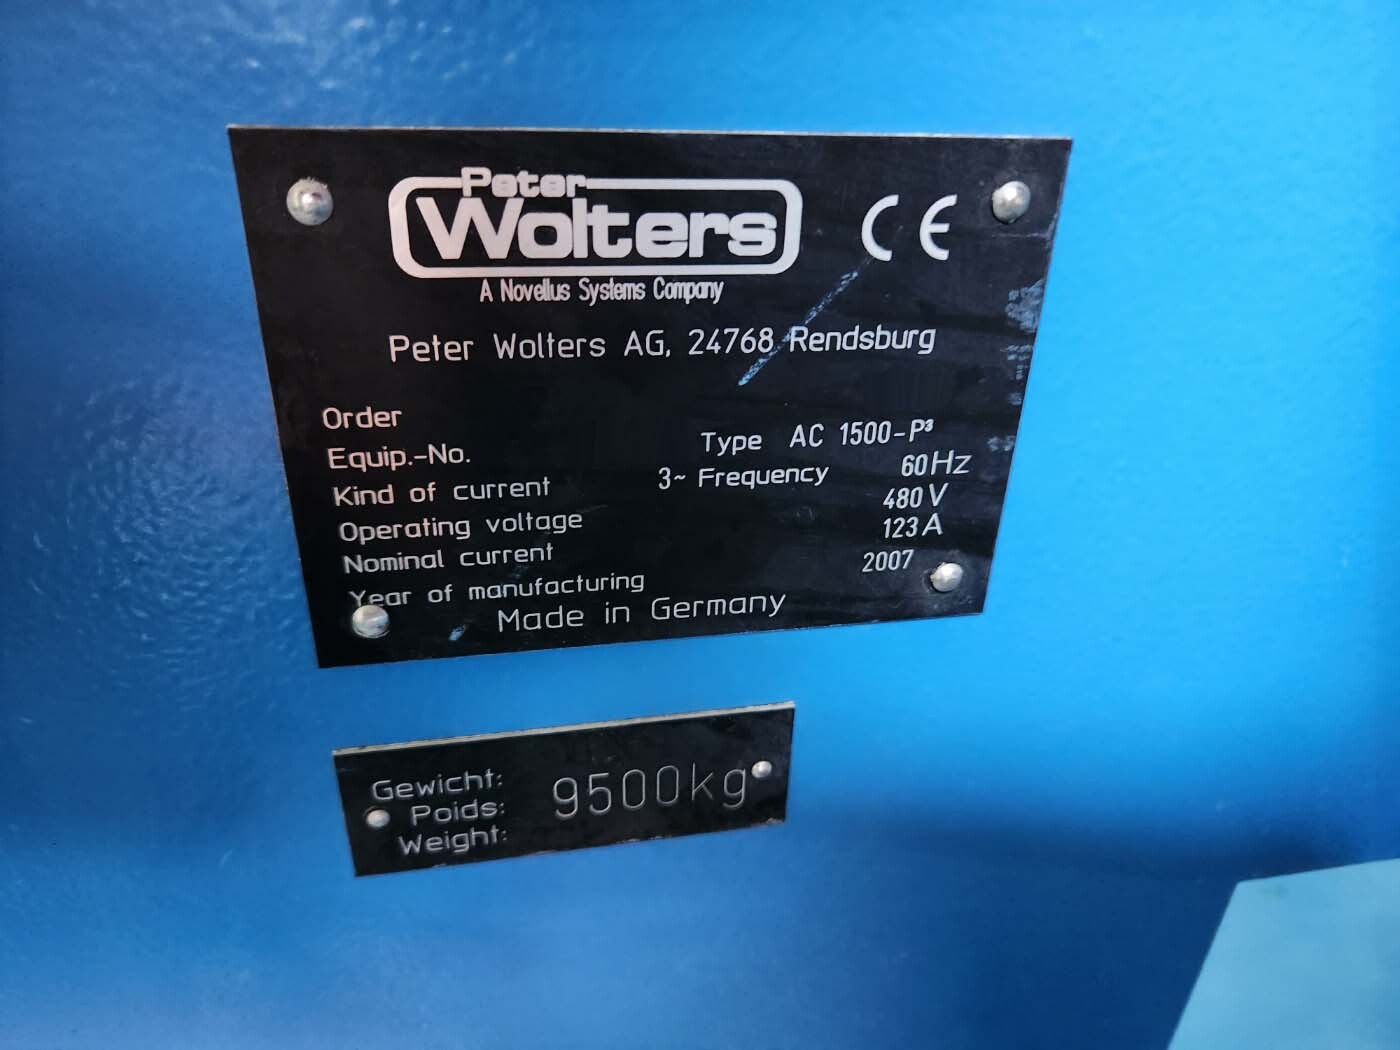 Peter
Wolters
CE
A Novellus Systems Company
Peter Wolters AG, 24768 Rendsburg
Order
Equip.-No. Type AC 1500-P³
Kind of current 3~ Frequency 60Hz
Operating voltage 480V
Nominal current 123A
Year of manufacturing 2007
Made in Germany
Gewicht:
Poids: 9500kg
Weight: